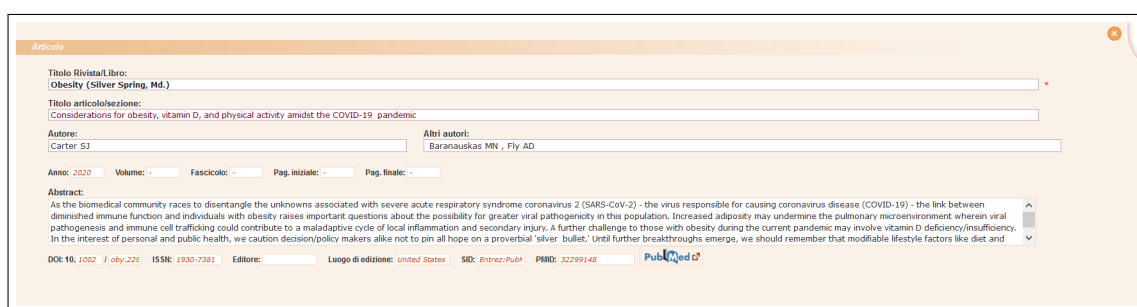 Articolo
Titolo Rivista/Libro:
Obesity (Silver Spring, Md.) *
Titolo articolo/sezione:
Considerations for obesity, vitamin D, and physical activity amidst the COVID-19 pandemic
Autore: Altri autori:
Carter SJ Baranauskas MN , Fly AD
Anno: 2020 Volume: - Fascicolo: - Pag. iniziale: - Pag. finale: -
Abstract:
As the biomedical community races to disentangle the unknowns associated with severe acute respiratory syndrome coronavirus 2 (SARS-CoV-2) - the virus responsible for causing coronavirus disease (COVID-19) - the link between
diminished immune function and individuals with obesity raises important questions about the possibility for greater viral pathogenicity in this population. Increased adiposity may undermine the pulmonary microenvironment wherein viral
pathogenesis and immune cell trafficking could contribute to a maladaptive cycle of local inflammation and secondary injury. A further challenge to those with obesity during the current pandemic may involve vitamin D deficiency/insufficiency.
In the interest of personal and public health, we caution decision/policy makers alike not to pin all hope on a proverbial 'silver bullet.' Until further breakthroughs emerge, we should remember that modifiable lifestyle factors like diet and
DOI: 10. 1002 / oby.228 ISSN: 1930-7381 Editore: Luogo di edizione: United States SID: Entrez:PubM PMID: 32299148 PubMed